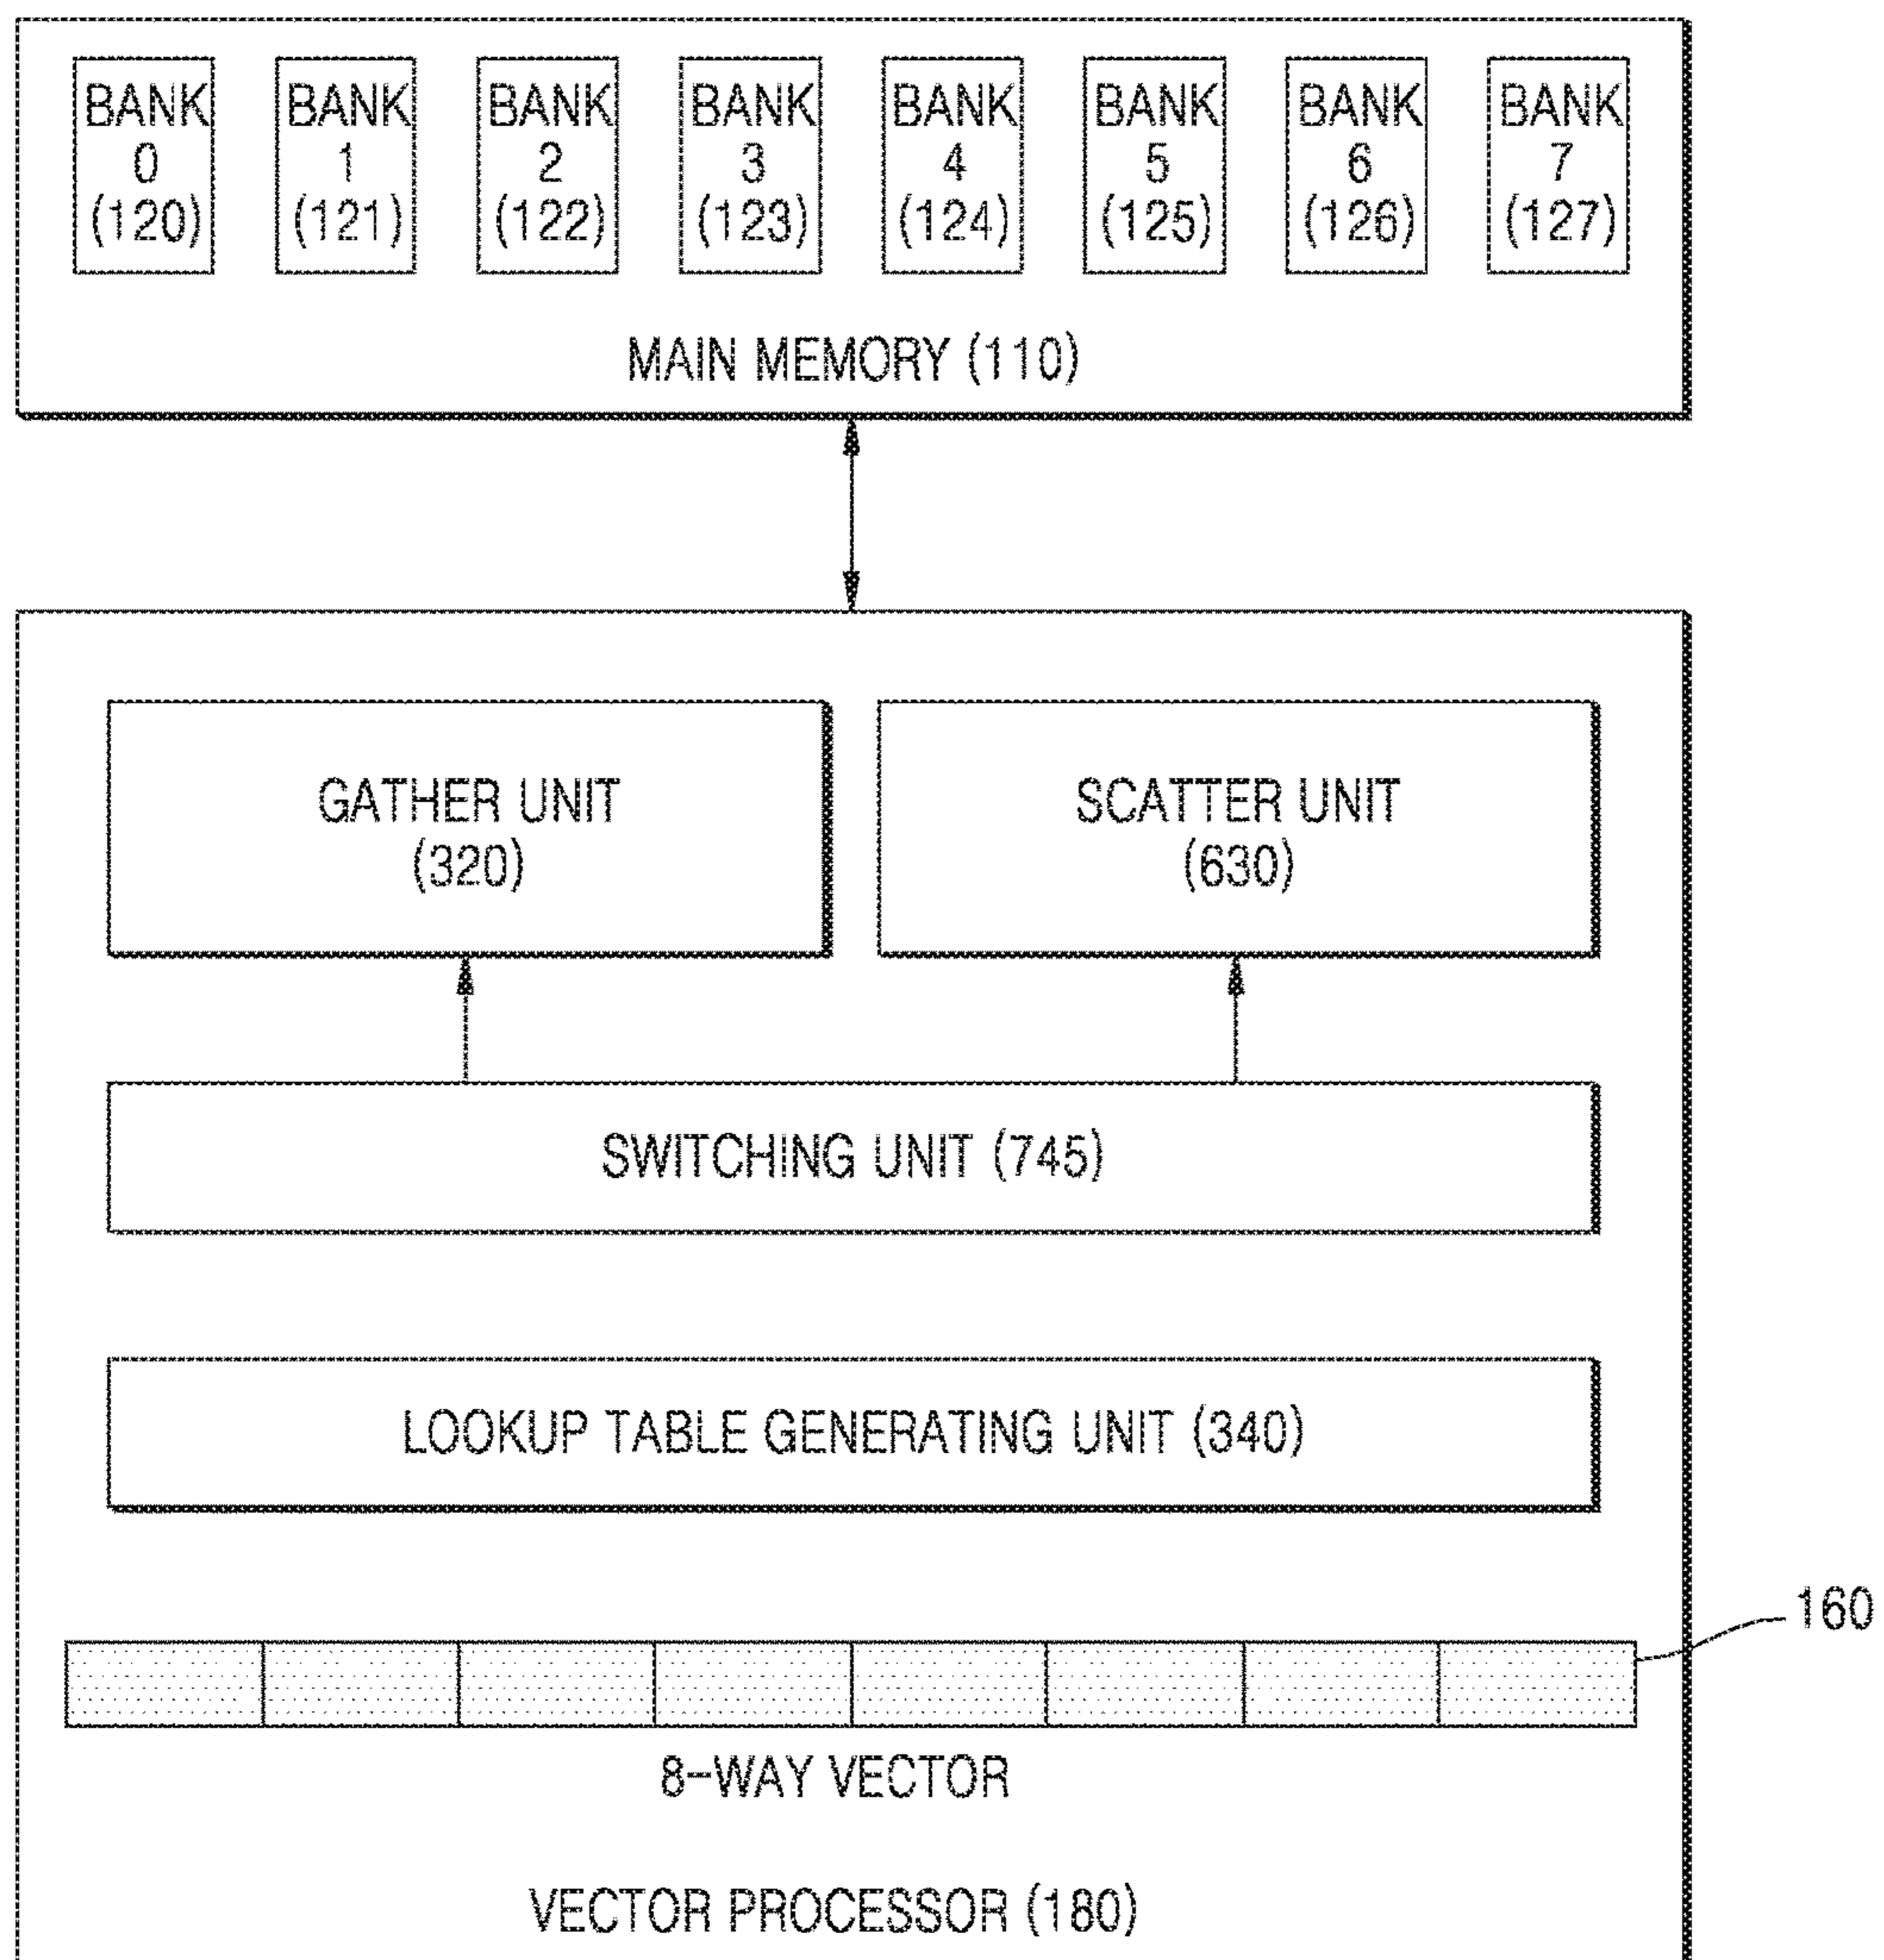 BANK 0 (120)
BANK 1 (121)
BANK 2 (122)
BANK 3 (123)
BANK 4 (124)
BANK 5 (125)
BANK 6 (126)
BANK 7 (127)
MAIN MEMORY (110)
GATHER UNIT
(320)
SCATTER UNIT
(630)
SWITCHING UNIT (745)
LOOKUP TABLE GENERATING UNIT (340)
160
8-WAY VECTOR
VECTOR PROCESSOR (180)